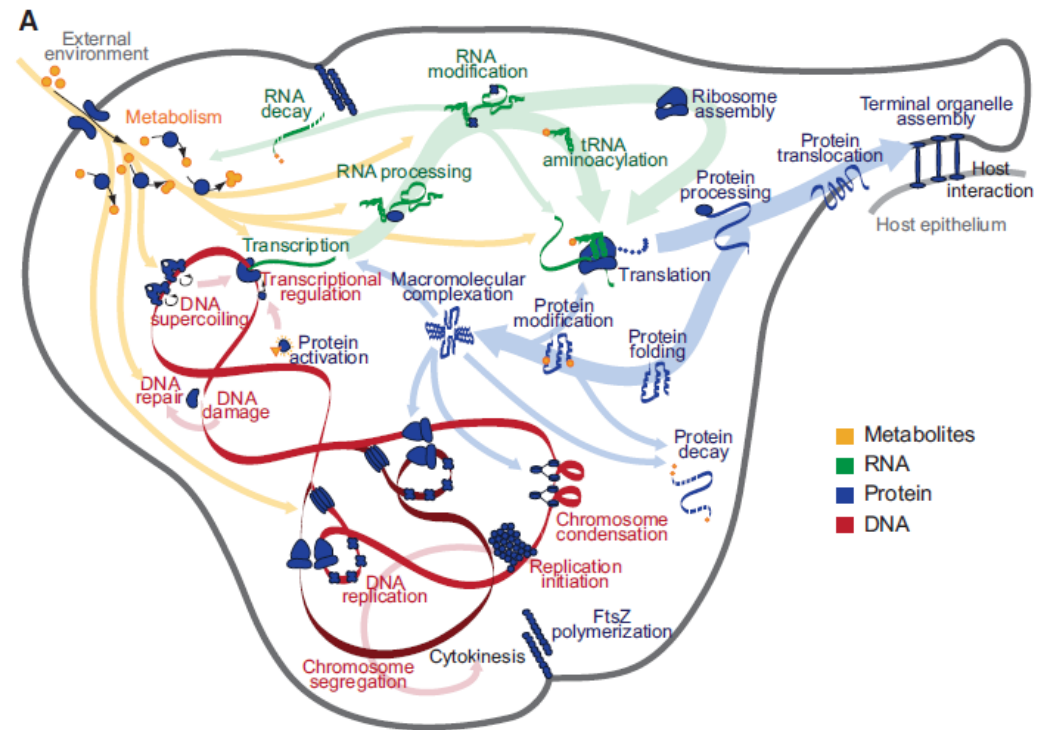 A
External
environment
Metabolism
RNA
decay
RNA
modification
Ribosome
assembly
Terminal organelle
assembly
tRNA
aminoacylation
Protein
translocation
RNA processing
Protein
processing
Host
interaction
Host epithelium
Transcription
Transcriptional
regulation
Macromolecular
complexation
Translation
DNA
supercoiling
Protein
modification
Protein
activation
Protein
folding
DNA
repair
DNA
damage
Protein
decay
Metabolites
RNA
Protein
DNA
Chromosome
condensation
Replication
initiation
DNA
replication
FtsZ
polymerization
Cytokinesis
Chromosome
segregation